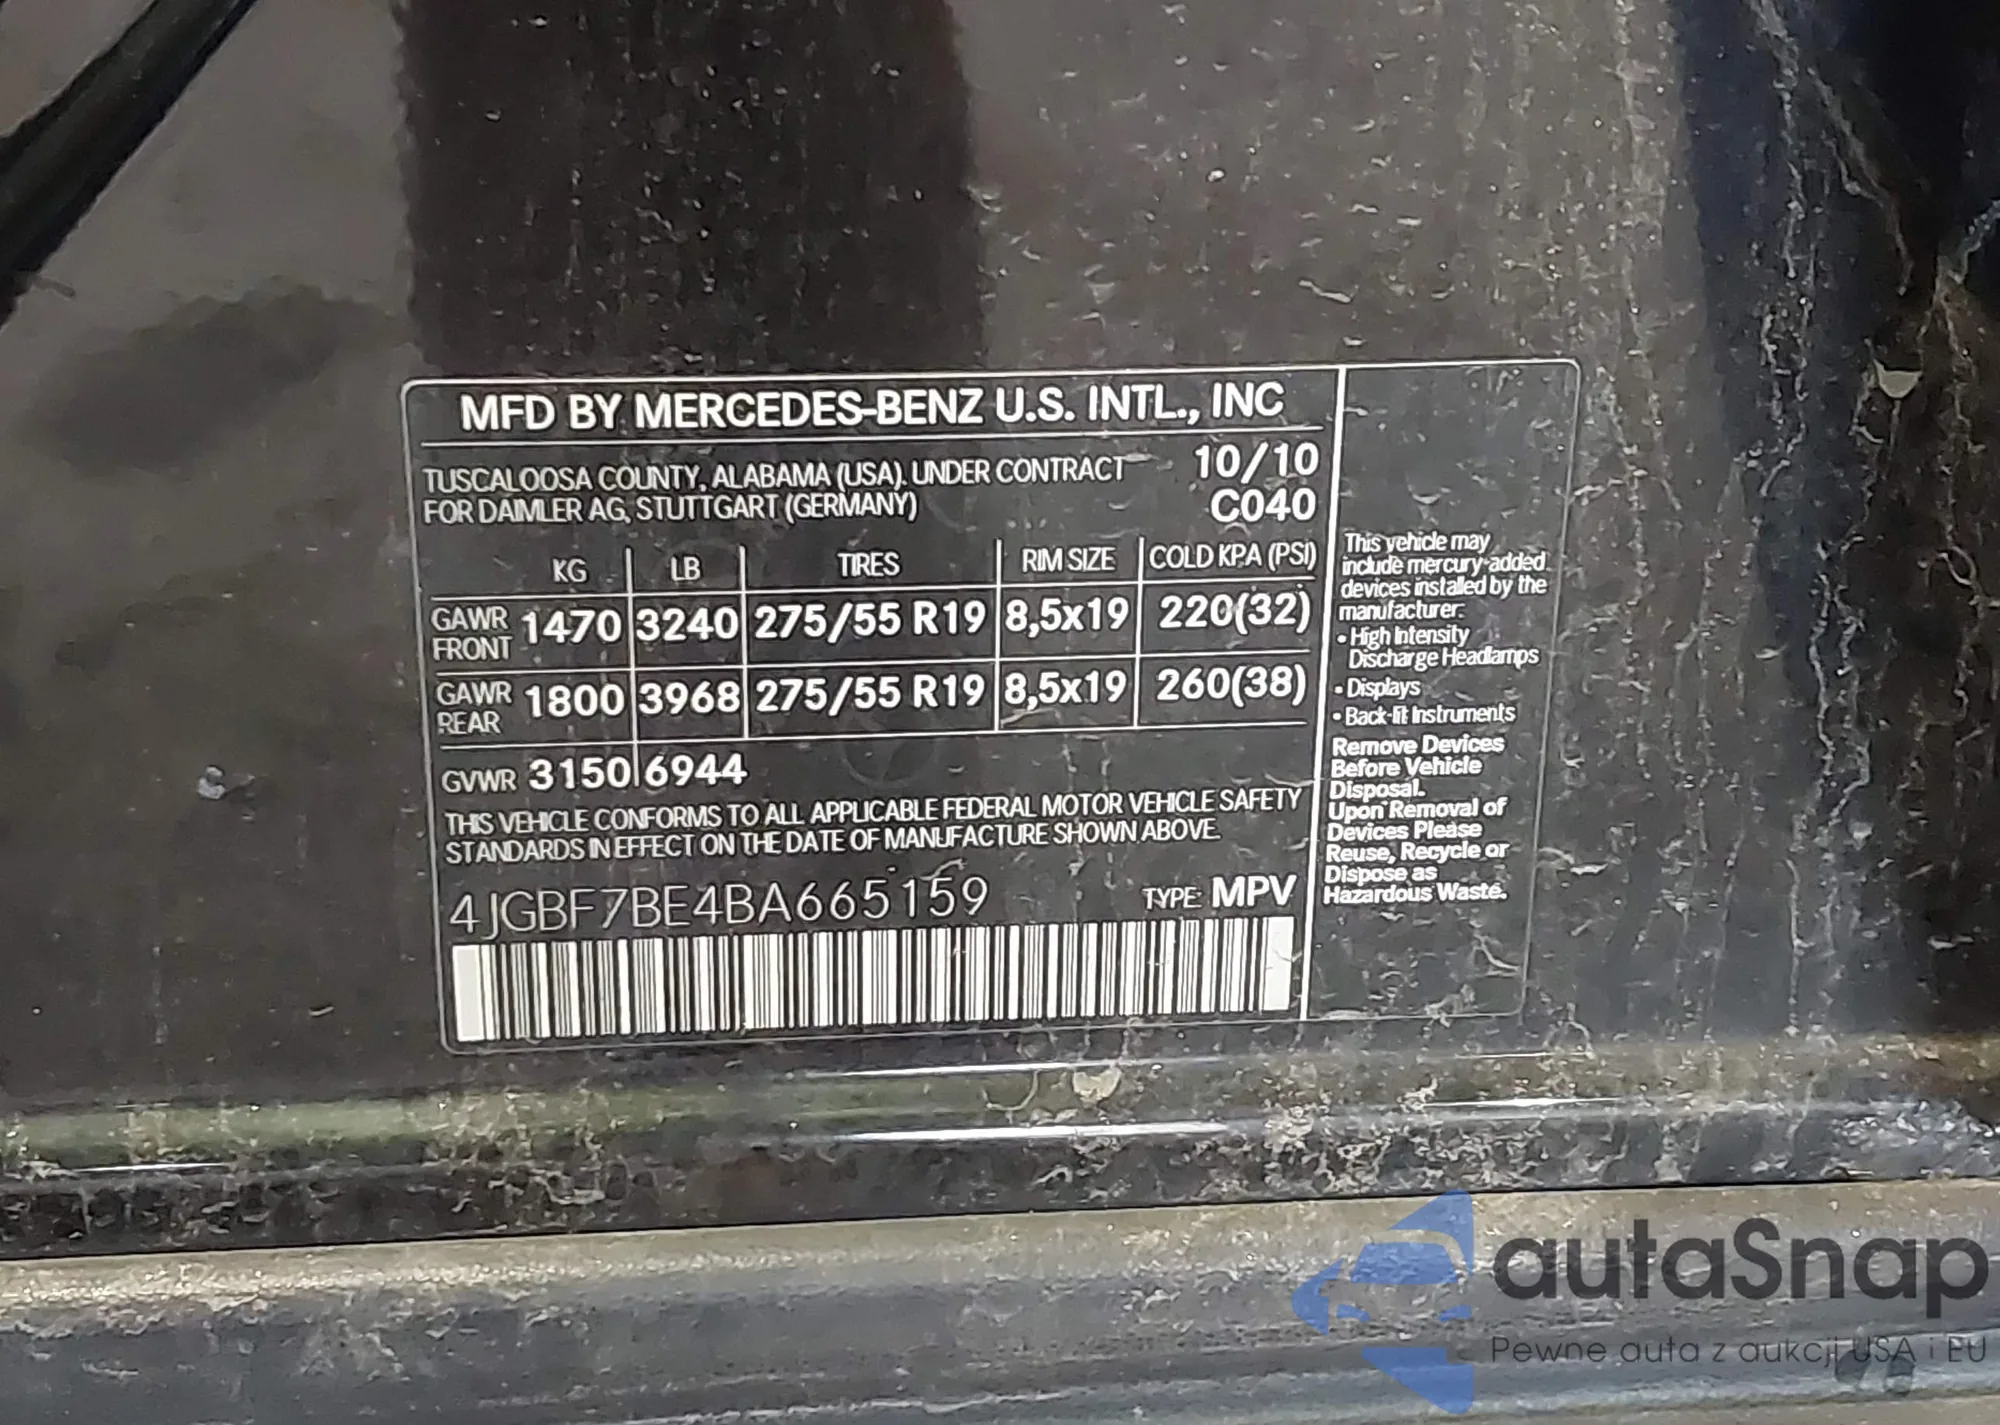 MFD BY MERCEDES-BENZ U.S. INTL., INC
TUSCALOOSA COUNTY, ALABAMA (USA). UNDER CONTRACT
FOR DAIMLER AG, STUTTGART (GERMANY)
10/10
C040
KG LB TIRES RIM SIZE COLD KPA (PSI)
GAWR FRONT 1470 3240 275/55 R19 8,5x19 220(32)
GAWR REAR 1800 3968 275/55 R19 8,5x19 260(38)
GVWR 3150 6944
THIS VEHICLE CONFORMS TO ALL APPLICABLE FEDERAL MOTOR VEHICLE SAFETY
STANDARDS IN EFFECT ON THE DATE OF MANUFACTURE SHOWN ABOVE.
4JGBF7BE4BA665159 TYPE: MPV
This vehicle may
include mercury-added
devices installed by the
manufacturer:
• High Intensity
Discharge Headlamps
• Displays
• Back-lit Instruments
Remove Devices
Before Vehicle
Disposal.
Upon Removal of
Devices Please
Reuse, Recycle or
Dispose as
Hazardous Waste.
autaSnap
Pewne auta z aukcji USA i EU